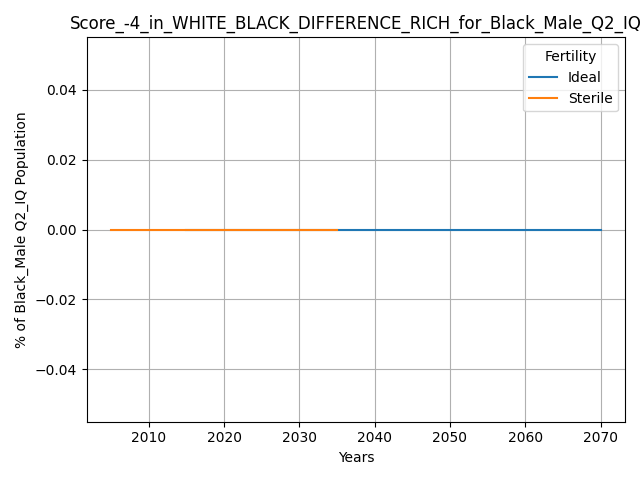 Score_-4_in_WHITE_BLACK_DIFFERENCE_RICH_for_Black_Male_Q2_IQ
Fertility
Ideal
Sterile
% of Black_Male Q2_IQ Population
0.04
0.02
0.00
−0.02
−0.04
2010 2020 2030 2040 2050 2060 2070
Years